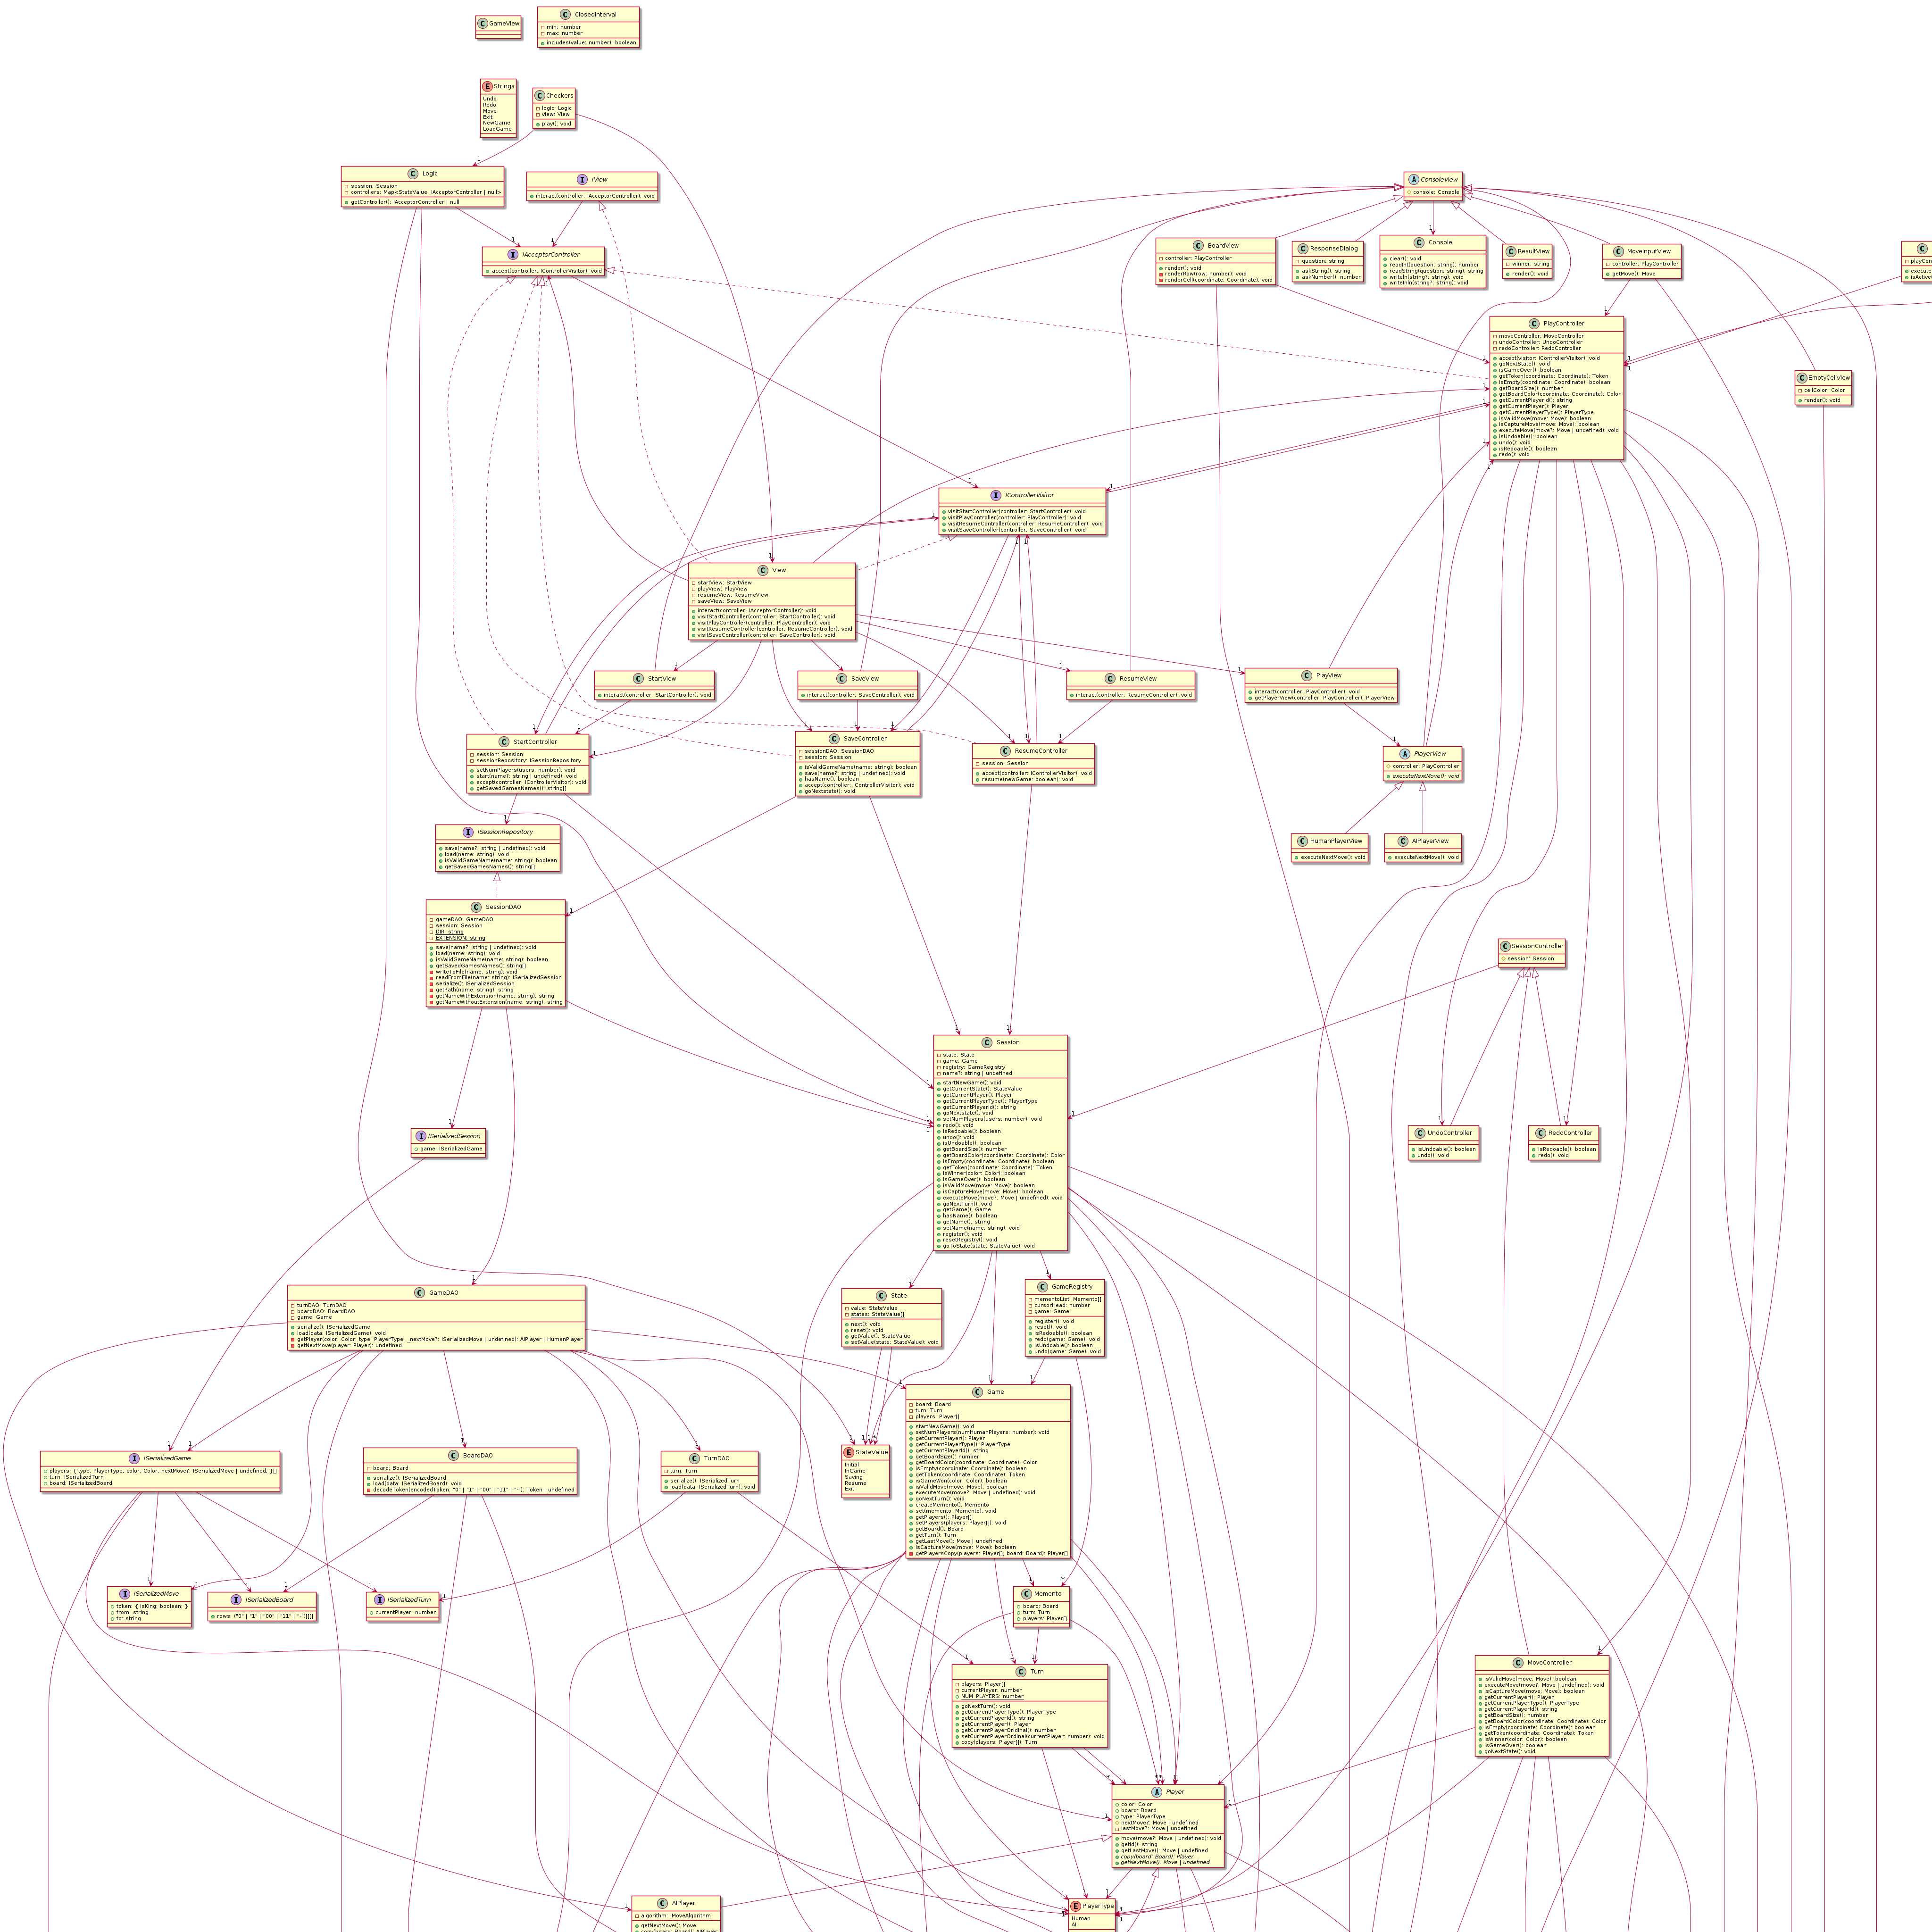 C GameView
C ClosedInterval
min: number
max: number
includes(value: number): boolean
E Strings
Undo
Redo
Move
Exit
NewGame
LoadGame
C Checkers
logic: Logic
view: View
play(): void
C Logic
session: Session
controllers: Map<StateValue, IAcceptorController | null>
getController(): IAcceptorController | null
I IView
interact(controller: IAcceptorController): void
A ConsoleView
console: Console
I IAcceptorController
accept(controller: IControllerVisitor): void
C BoardView
controller: PlayController
render(): void
renderRow(row: number): void
renderCell(coordinate: Coordinate): void
C ResponseDialog
question: string
askString(): string
askNumber(): number
C Console
clear(): void
readInt(question: string): number
readString(question: string): string
write(n(string?: string): void
writeInln(string?: string): void
C ResultView
winner: string
render(): void
C MoveInputView
controller: PlayController
getMove(): Move
C
playCon
execute
isActive
C PlayController
moveController: MoveController
undoController: UndoController
redoController: RedoController
accept(visitor: IControllerVisitor): void
goNextState(): void
isGameOver(): boolean
getToken(coordinate: Coordinate): Token
isEmpty(coordinate: Coordinate): boolean
getBoardSize(): number
getBoardColor(coordinate: Coordinate): Color
getCurrentPlayerId(): string
getCurrentPlayer(): Player
getCurrentPlayerType(): PlayerType
isValidMove(move: Move): boolean
isCaptureMove(move: Move): boolean
executeMove(move?: Move | undefined): void
isUndoable(): boolean
undo(): void
isRedoable(): boolean
redo(): void
C EmptyCellView
cellColor: Color
render(): void
I IControllerVisitor
visitStartController(controller: StartController): void
visitPlayController(controller: PlayController): void
visitResumeController(controller: ResumeController): void
visitSaveController(controller: SaveController): void
C View
startView: StartView
playView: PlayView
resumeView: ResumeView
saveView: SaveView
interact(controller: IAcceptorController): void
visitStartController(controller: StartController): void
visitPlayController(controller: PlayController): void
visitResumeController(controller: ResumeController): void
visitSaveController(controller: SaveController): void
C StartView
interact(controller: StartController): void
C SaveView
interact(controller: SaveController): void
C ResumeView
interact(controller: ResumeController): void
C PlayView
interact(controller: PlayController): void
getPlayerView(controller: PlayController): PlayerView
C StartController
session: Session
sessionRepository: ISessionRepository
setNumPlayers(users: number): void
start(name?: string | undefined): void
accept(controller: IControllerVisitor): void
getSavedGamesNames(): string[]
C SaveController
sessionDAO: SessionDAO
session: Session
isValidGameName(name: string): boolean
save(name?: string | undefined): void
hasName(): boolean
accept(controller: IControllerVisitor): void
goNextstate(): void
C ResumeController
session: Session
accept(controller: IControllerVisitor): void
resume(newGame: boolean): void
A PlayerView
controller: PlayController
executeNextMove(): void
C HumanPlayerView
executeNextMove(): void
C AIPlayerView
executeNextMove(): void
I ISessionRepository
save(name?: string | undefined): void
load(name: string): void
isValidGameName(name: string): boolean
getSavedGamesNames(): string[]
C SessionDAO
gameDAO: GameDAO
session: Session
DIR: string
EXTENSION: string
save(name?: string | undefined): void
load(name: string): void
isValidGameName(name: string): boolean
getSavedGamesNames(): string[]
writeToFile(name: string): void
readFromFile(name: string): ISerializedSession
serialize(): ISerializedSession
getPath(name: string): string
getNameWithExtension(name: string): string
getNameWithoutExtension(name: string): string
C SessionController
session: Session
C Session
state: State
game: Game
registry: GameRegistry
name?: string | undefined
startNewGame(): void
getCurrentState(): StateValue
getCurrentPlayer(): Player
getCurrentPlayerType(): PlayerType
getCurrentPlayerId(): string
goNextstate(): void
setNumPlayers(users: number): void
redo(): void
isRedoable(): boolean
undo(): void
isUndoable(): boolean
getBoardSize(): number
getBoardColor(coordinate: Coordinate): Color
isEmpty(coordinate: Coordinate): boolean
getToken(coordinate: Coordinate): Token
isWinner(color: Color): boolean
isGameOver(): boolean
isValidMove(move: Move): boolean
isCaptureMove(move: Move): boolean
executeMove(move?: Move | undefined): void
goNextTurn(): void
getGame(): Game
hasName(): boolean
getName(): string
setName(name: string): void
register(): void
resetRegistry(): void
goToState(state: StateValue): void
I ISerializedSession
game: ISerializedGame
C UndoController
isUndoable(): boolean
undo(): void
C RedoController
isRedoable(): boolean
redo(): void
C GameDAO
turnDAO: TurnDAO
boardDAO: BoardDAO
game: Game
serialize(): ISerializedGame
load(data: ISerializedGame): void
getPlayer(color: Color, type: PlayerType, _nextMove?: ISerializedMove | undefined): AIPlayer | HumanPlayer
getNextMove(player: Player): undefined
C State
value: StateValue
states: StateValue[]
next(): void
reset(): void
getValue(): StateValue
setValue(state: StateValue): void
C GameRegistry
mementoList: Memento[]
cursorHead: number
game: Game
register(): void
reset(): void
isRedoable(): boolean
redo(game: Game): void
isUndoable(): boolean
undo(game: Game): void
I ISerializedGame
players: { type: PlayerType; color: Color; nextMove?: ISerializedMove | undefined; }[]
turn: ISerializedTurn
board: ISerializedBoard
C BoardDAO
board: Board
serialize(): ISerializedBoard
load(data: ISerializedBoard): void
decodeToken(encodedToken: "0" | "1" | "00" | "11" | "-"): Token | undefined
C TurnDAO
turn: Turn
serialize(): ISerializedTurn
load(data: ISerializedTurn): void
E StateValue
Initial
InGame
Saving
Resume
Exit
C Game
board: Board
turn: Turn
players: Player[]
startNewGame(): void
setNumPlayers(numHumanPlayers: number): void
getCurrentPlayer(): Player
getCurrentPlayerType(): PlayerType
getCurrentPlayerId(): string
getBoardSize(): number
getBoardColor(coordinate: Coordinate): Color
isEmpty(coordinate: Coordinate): boolean
getToken(coordinate: Coordinate): Token
isGameWon(color: Color): boolean
isValidMove(move: Move): boolean
executeMove(move?: Move | undefined): void
goNextTurn(): void
createMemento(): Memento
set(memento: Memento): void
getPlayers(): Player[]
setPlayers(players: Player[]): void
getBoard(): Board
getTurn(): Turn
getLastMove(): Move | undefined
isCaptureMove(move: Move): boolean
getPlayersCopy(players: Player[], board: Board): Player[]
I ISerializedMove
token: { isKing: boolean; }
from: string
to: string
I ISerializedBoard
rows: ("0" | "1" | "00" | "11" | "-")[][]
I ISerializedTurn
currentPlayer: number
C Memento
board: Board
turn: Turn
players: Player[]
C Turn
players: Player[]
currentPlayer: number
NUM_PLAYERS: number
goNextTurn(): void
getCurrentPlayerType(): PlayerType
getCurrentPlayerId(): string
getCurrentPlayer(): Player
getCurrentPlayerOridinal(): number
setCurrentPlayerOrdinal(currentPlayer: number): void
copy(players: Player[]): Turn
C MoveController
isValidMove(move: Move): boolean
executeMove(move?: Move | undefined): void
isCaptureMove(move: Move): boolean
getCurrentPlayer(): Player
getCurrentPlayerType(): PlayerType
getCurrentPlayerId(): string
getBoardSize(): number
getBoardColor(coordinate: Coordinate): Color
isEmpty(coordinate: Coordinate): boolean
getToken(coordinate: Coordinate): Token
isWinner(color: Color): boolean
isGameOver(): boolean
goNextState(): void
A Player
color: Color
board: Board
type: PlayerType
nextMove?: Move | undefined
lastMove?: Move | undefined
move(move?: Move | undefined): void
getId(): string
getLastMove(): Move | undefined
copy(board: Board): Player
getNextMove(): Move | undefined
C AIPlayer
algorithm: IMoveAlgorithm
getNextMove(): Move
copy(board: Board): AIPlayer
E PlayerType
Human
AI